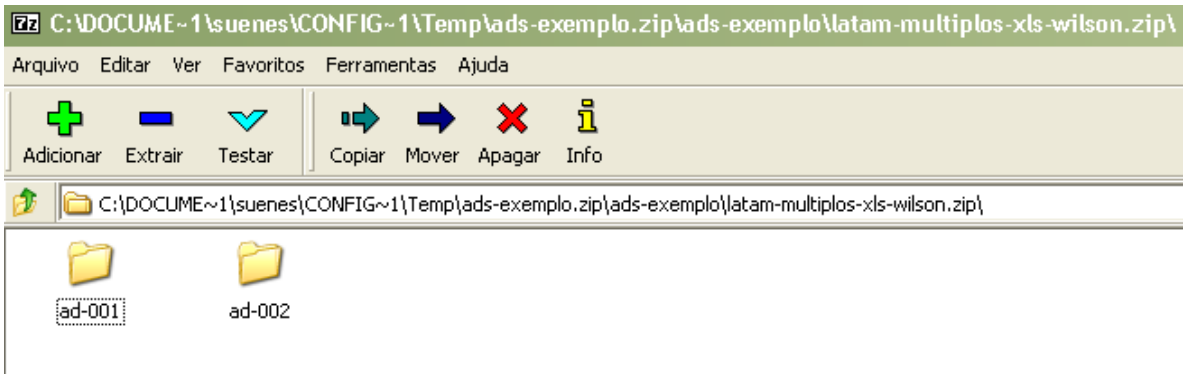 7z C:\DOCUME~1\suenes\CONFIG~1\Temp\ads-exemplo.zip\ads-exemplo\latam-multiplos-xls-wilson.zip\
Arquivo Editar Ver Favoritos Ferramentas Ajuda
Adicionar Extrair Testar Copiar Mover Apagar Info
C:\DOCUME~1\suenes\CONFIG~1\Temp\ads-exemplo.zip\ads-exemplo\latam-multiplos-xls-wilson.zip\
ad-001 ad-002